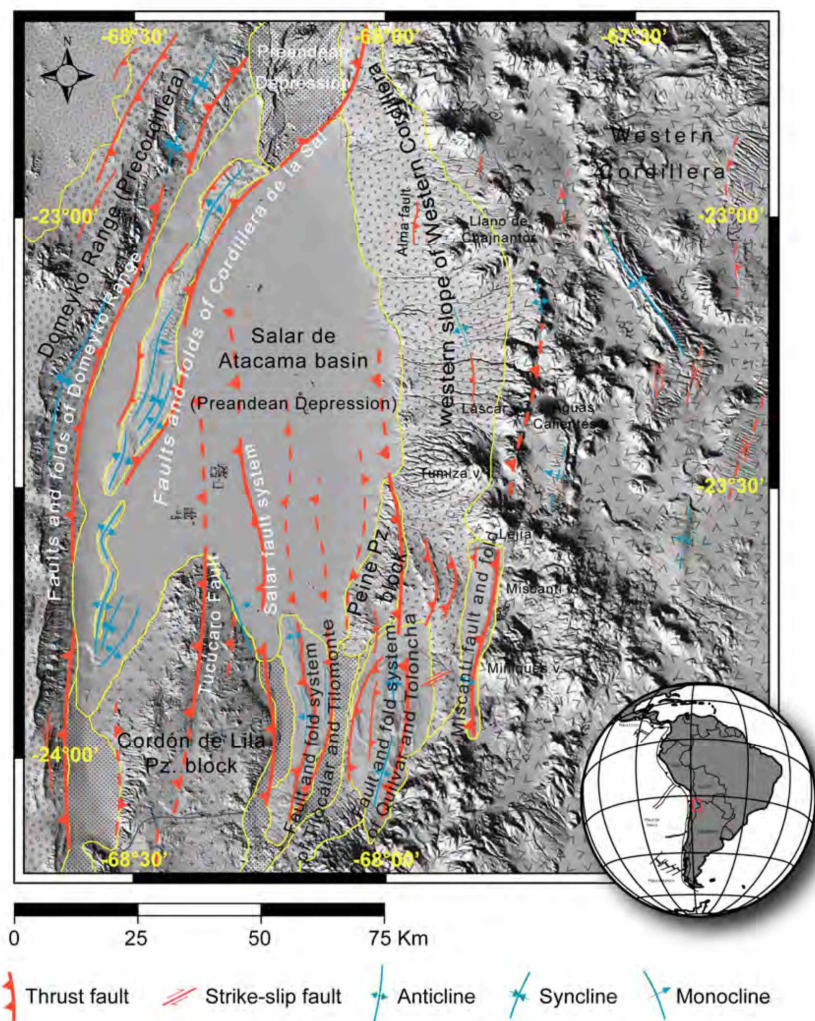 -68°30'
-68°00'
-67°30'
N
Preandean
Depression
Western
Cordillera
Domeyko Range (Precordillera)
Faults and folds of Domeyko Range
Faults and folds of Cordillera de la Sal
western slope of Western Cordillera
-23°00'
-23°00'
Alma fault
Llano de
Chajnantor
Salar de
Atacama basin
(Preandean Depression)
Láscar v.
Aguas
Calientes v.
Tumiza v.
-23°30'
Salar fault system
Peine Pz.
block
Lejía
Miscanti v.
Miscanti fault and fold
Miñiques v.
Tucúcaro Fault
Cordón de Lila
Pz. block
Fault and fold system
of Tilocalar and Tilomonte
Fault and fold system
of Quilvar and Toloncha
-24°00'
-68°30'
-68°00'
0
25
50
75 Km
Thrust fault
Strike-slip fault
Anticline
Syncline
Monocline